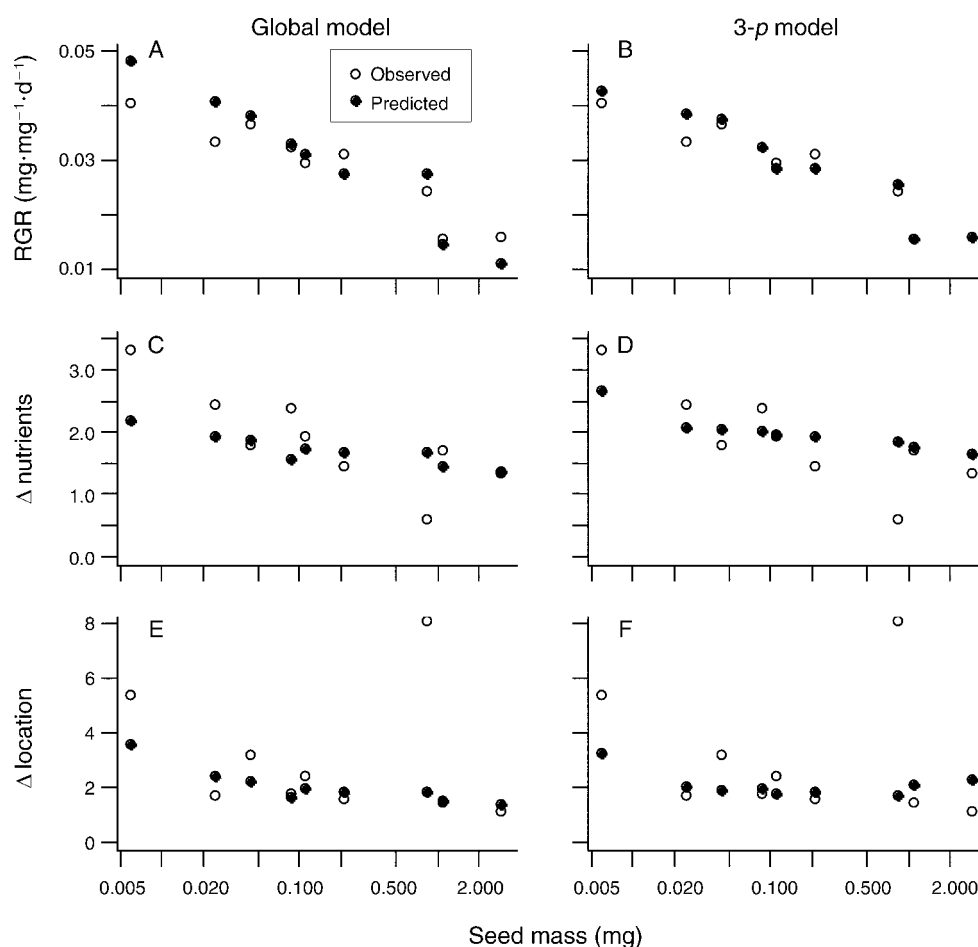 Global model
3-p model
A
B
Observed
Predicted
RGR (mg·mg⁻¹·d⁻¹)
0.05
0.03
0.01
C
D
Δ nutrients
3.0
2.0
1.0
0.0
E
F
Δ location
8
6
4
2
0
0.005 0.020 0.100 0.500 2.000
0.005 0.020 0.100 0.500 2.000
Seed mass (mg)